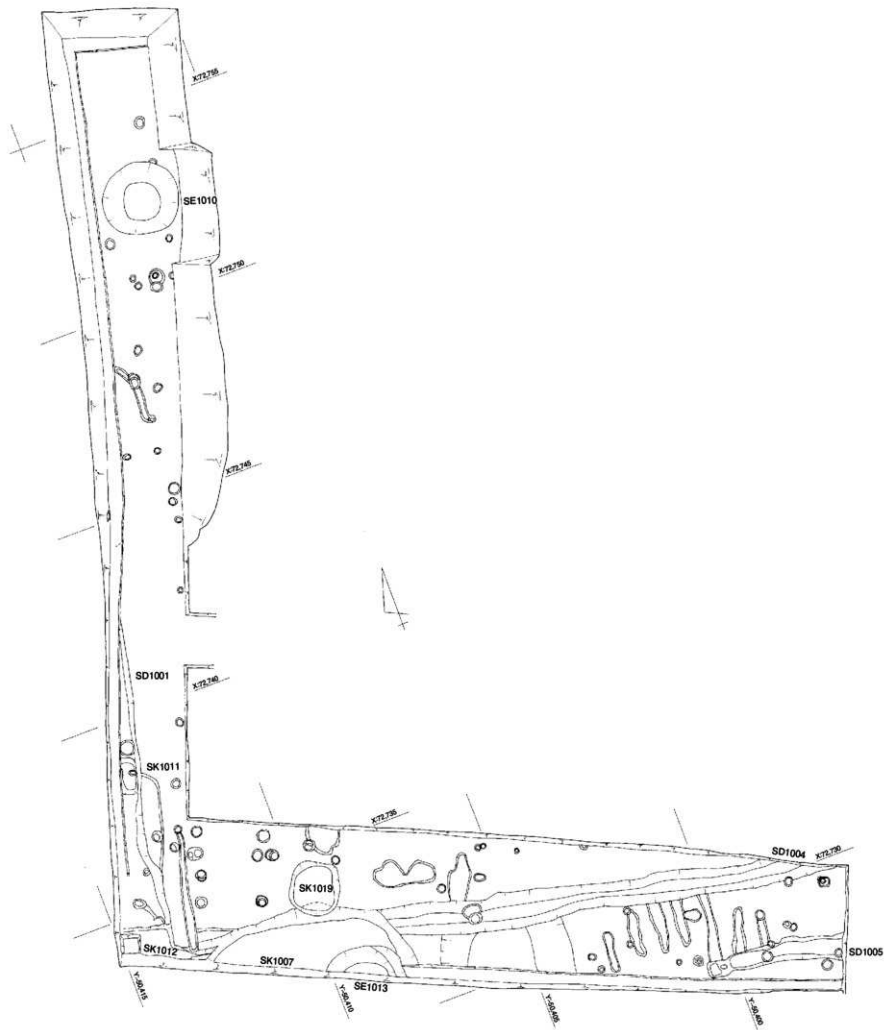 X:72,755
SE1010
X:72,750
X:72,745
SD1001
X:72,740
SK1011
X:72,735
SD1004
X:72,730
SK1019
SK1012
SK1007
SE1013
SD1005
Y:-50,415
Y:-50,410
Y:-50,405
Y:-50,400